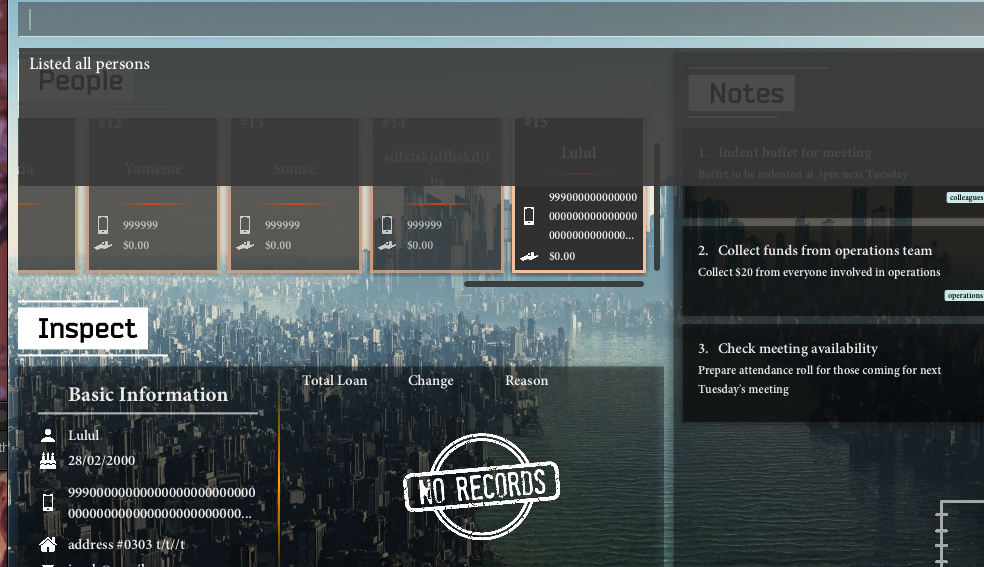 Listed all persons
People
#12
Yameme
999999
$0.00
#13
Somse
999999
$0.00
#14
999999
$0.00
#15
Lulul
9990000000000000
000000000000000
0000000000000...
$0.00
Notes
1. Indent buffet for meeting
Buffet to be indented at 3pm next Tuesday
colleagues
2. Collect funds from operations team
Collect $20 from everyone involved in operations
operations
3. Check meeting availability
Prepare attendance roll for those coming for next
Tuesday's meeting
Inspect
Basic Information
Lulul
28/02/2000
address #0303 t/t//t
Total Loan Change Reason
NO RECORDS